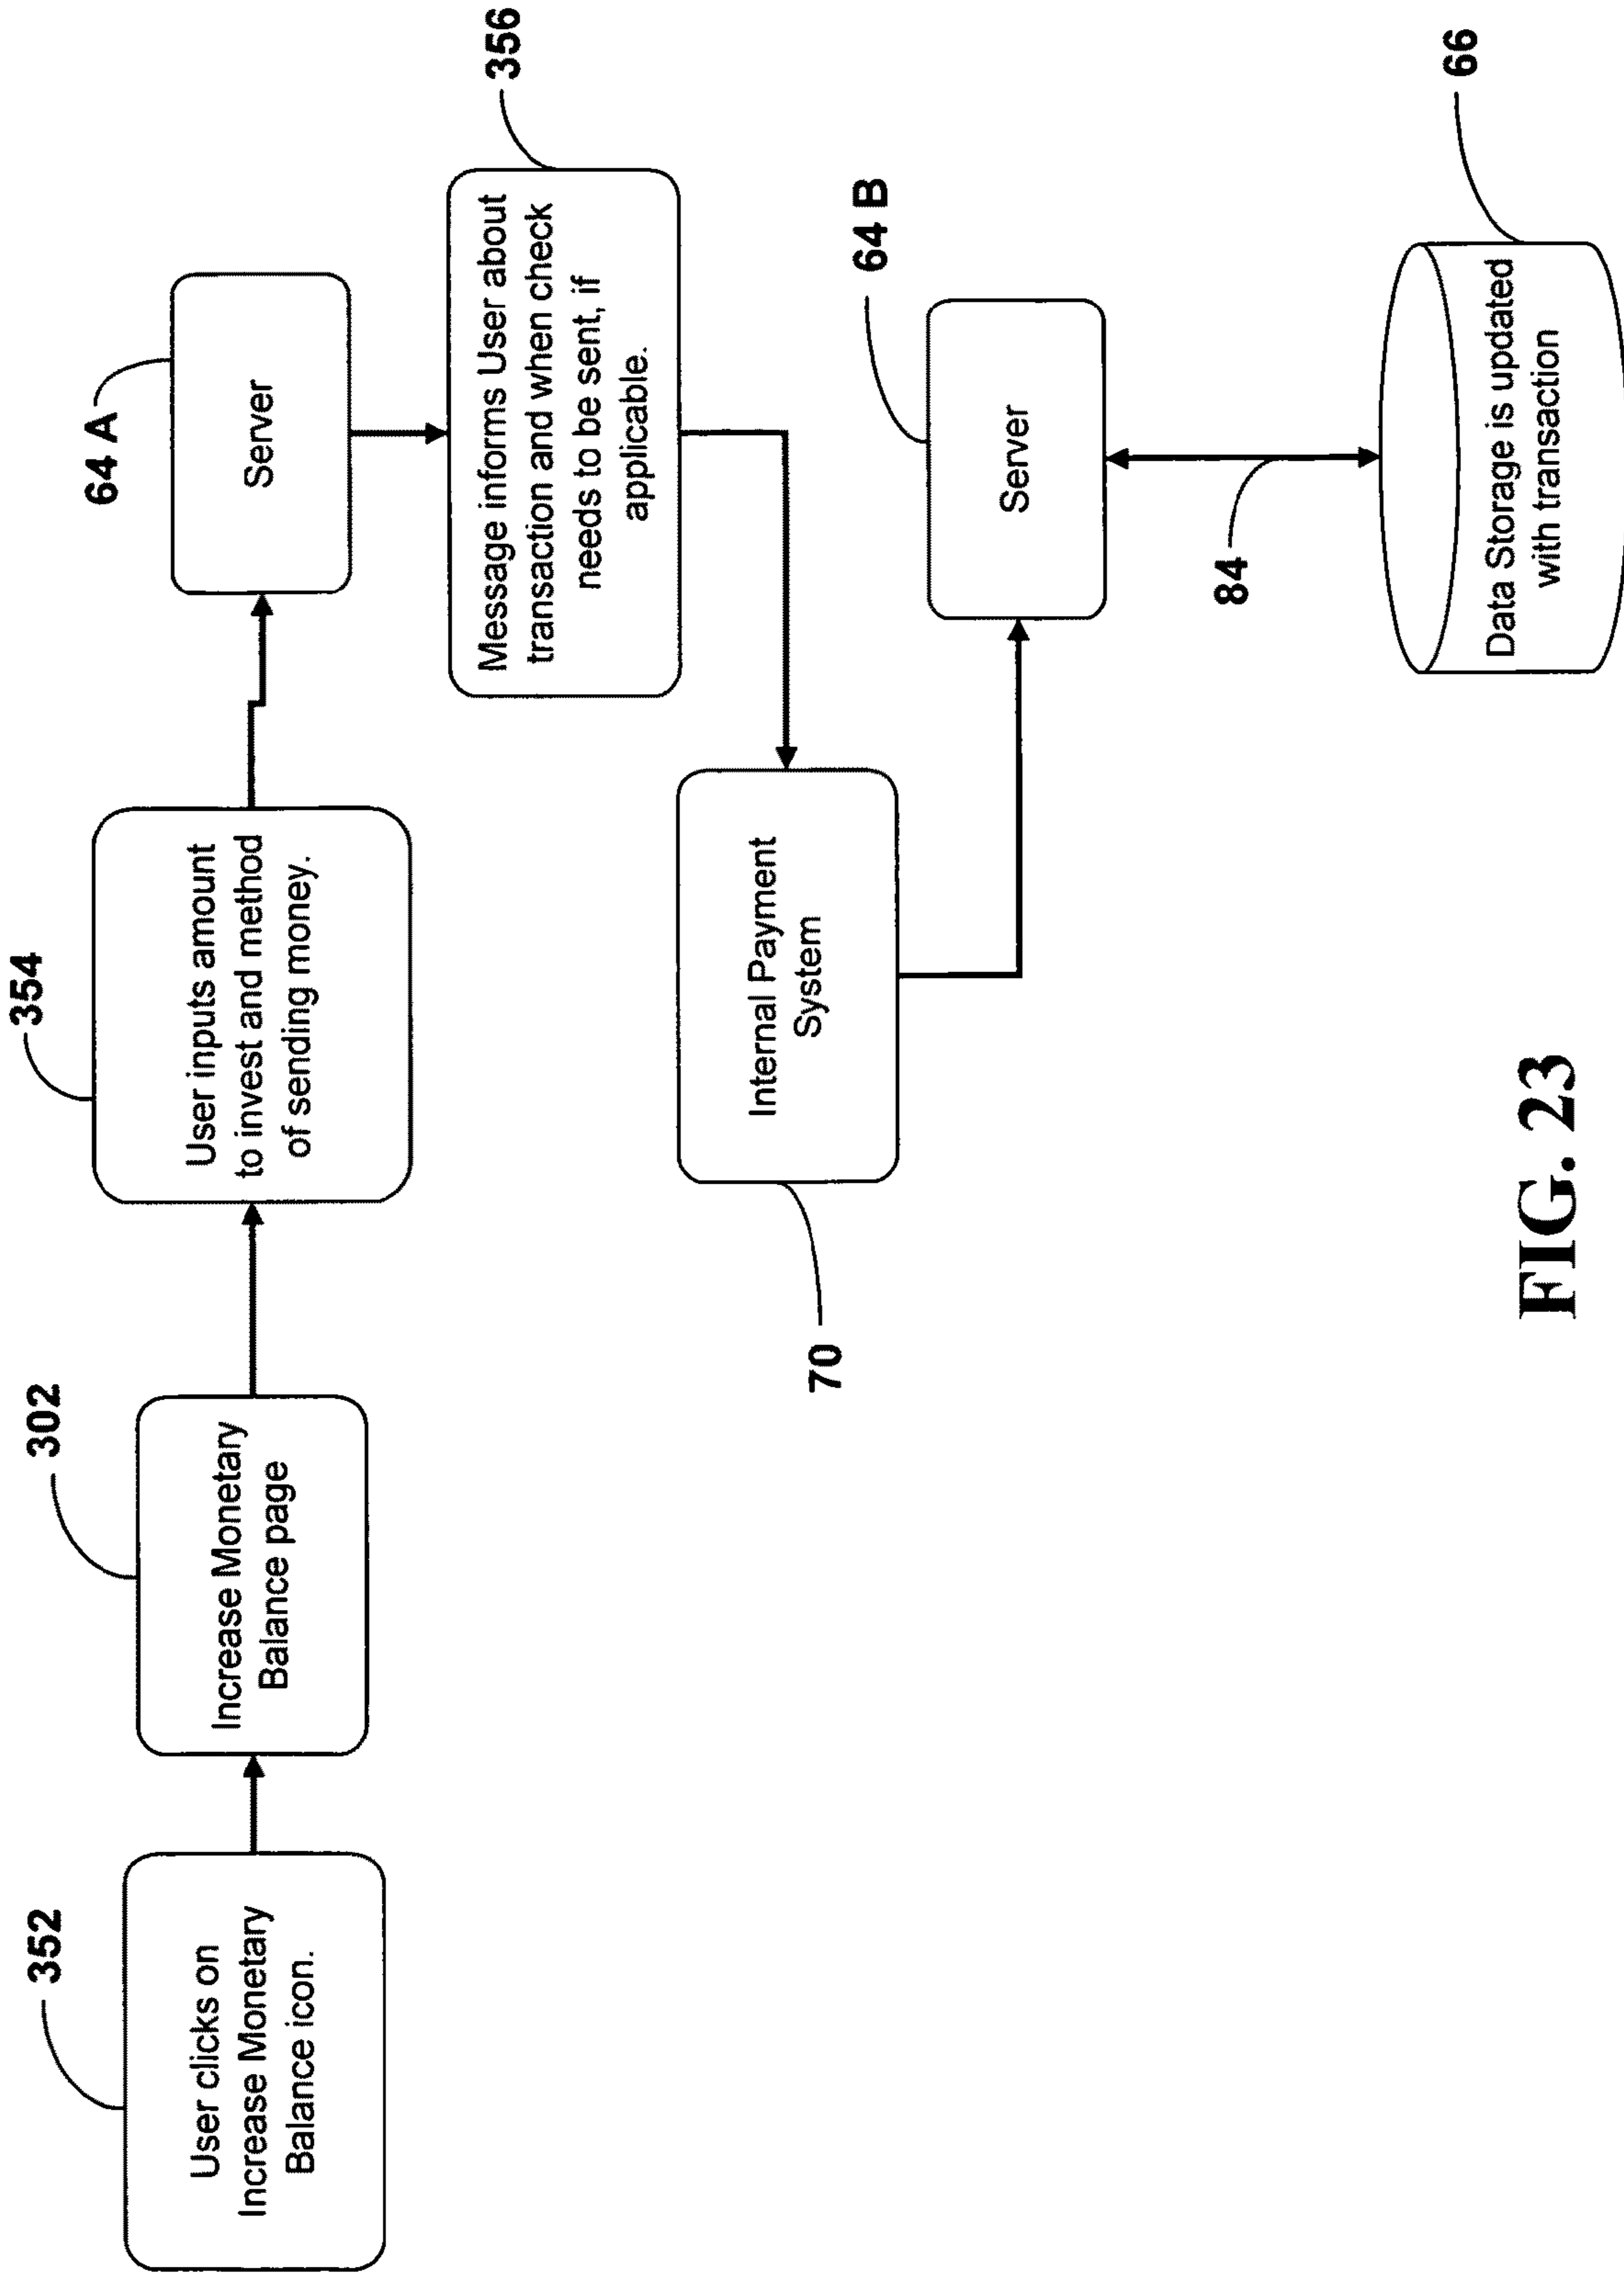 352
User clicks on
Increase Monetary
Balance icon.
302
Increase Monetary
Balance page
354
User inputs amount
to invest and method
of sending money.
64 A
Server
356
Message informs User about
transaction and when check
needs to be sent, if
applicable.
70
Internal Payment
System
64 B
Server
84
66
Data Storage is updated
with transaction
FIG. 23